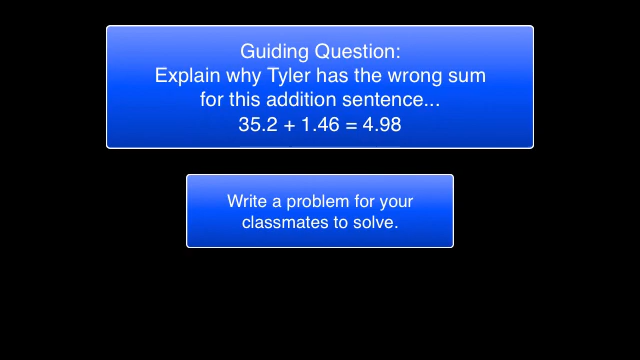 Guiding Question:
Explain why Tyler has the wrong sum
for this addition sentence...
35.2 + 1.46 = 4.98
Write a problem for your
classmates to solve.